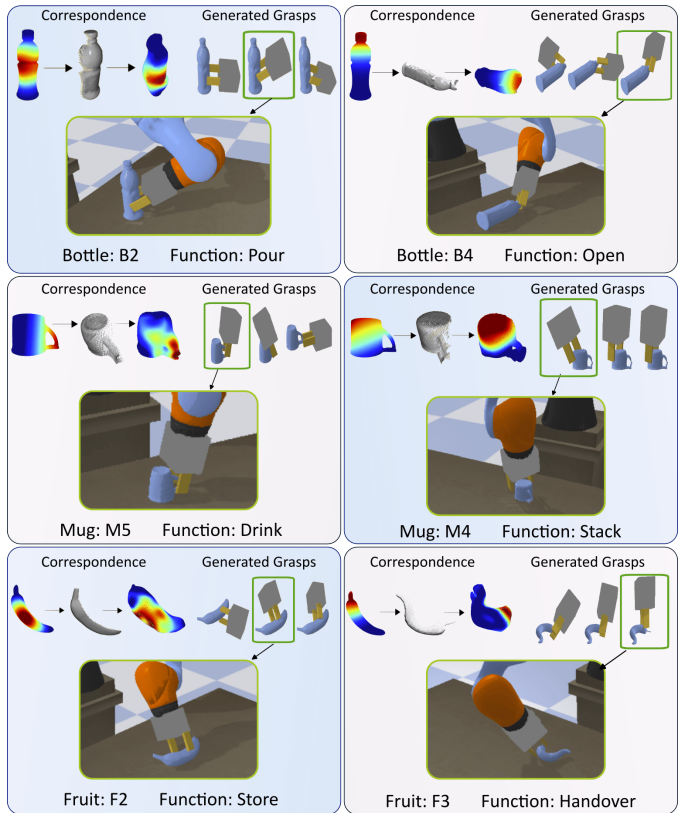 Correspondence Generated Grasps
Bottle: B2 Function: Pour
Correspondence Generated Grasps
Bottle: B4 Function: Open
Correspondence Generated Grasps
Mug: M5 Function: Drink
Correspondence Generated Grasps
Mug: M4 Function: Stack
Correspondence Generated Grasps
Fruit: F2 Function: Store
Correspondence Generated Grasps
Fruit: F3 Function: Handover